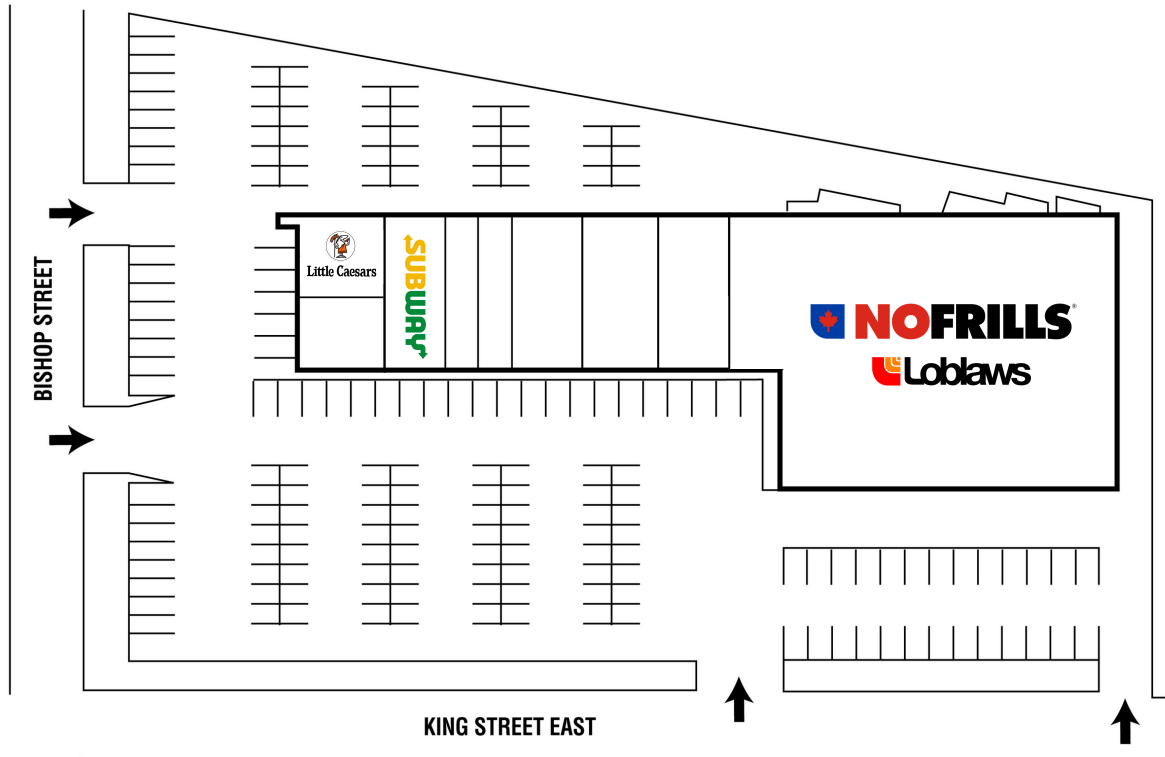 BISHOP STREET
Little Caesars
SUBWAY
NOFRILLS®
Loblaws
KING STREET EAST